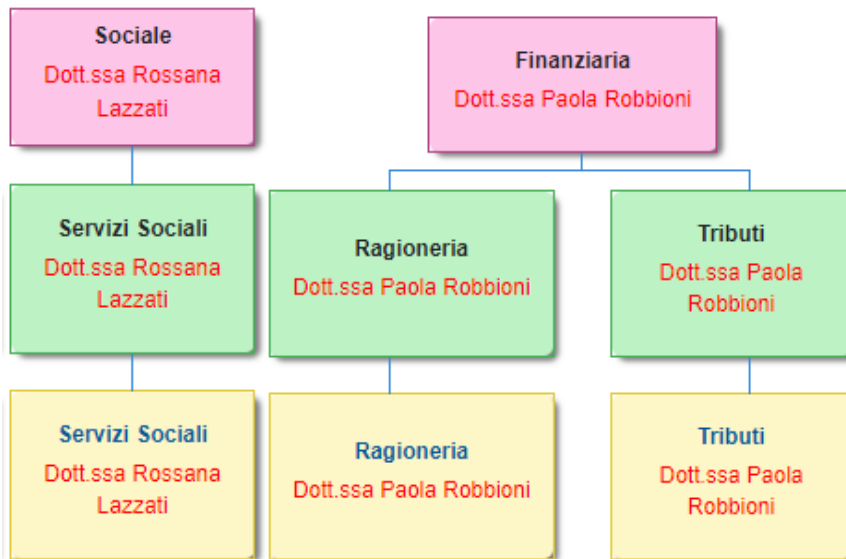 Sociale
Dott.ssa Rossana
Lazzati
Finanziaria
Dott.ssa Paola Robbioni
Servizi Sociali
Dott.ssa Rossana
Lazzati
Ragioneria
Dott.ssa Paola Robbioni
Tributi
Dott.ssa Paola
Robbioni
Servizi Sociali
Dott.ssa Rossana
Lazzati
Ragioneria
Dott.ssa Paola Robbioni
Tributi
Dott.ssa Paola
Robbioni